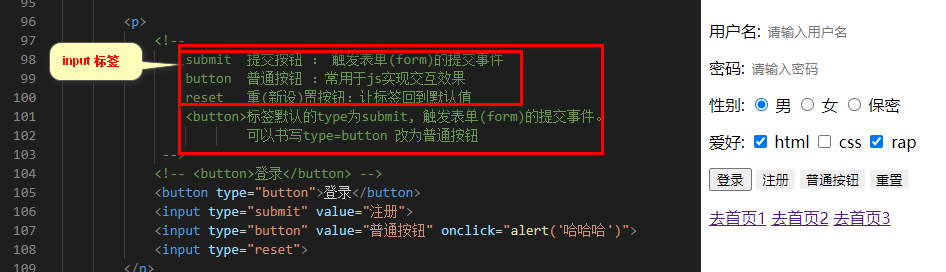 95
96 <p>
97 <!--
98 submit 提交按钮 : 触发表单(form)的提交事件
99 button 普通按钮 : 常用于js实现交互效果
100 reset 重(新设)置按钮: 让标签回到默认值
101 <button>标签默认的type为submit, 触发表单(form)的提交事件。
102 可以书写type=button 改为普通按钮
103 -->
104 <!-- <button>登录</button> -->
105 <button type="button">登录</button>
106 <input type="submit" value="注册">
107 <input type="button" value="普通按钮" onclick="alert('哈哈哈')">
108 <input type="reset">
109 </p>
input 标签
用户名: 请输入用户名
密码: 请输入密码
性别: 男 女 保密
爱好: html css rap
登录 注册 普通按钮 重置
去首页1 去首页2 去首页3